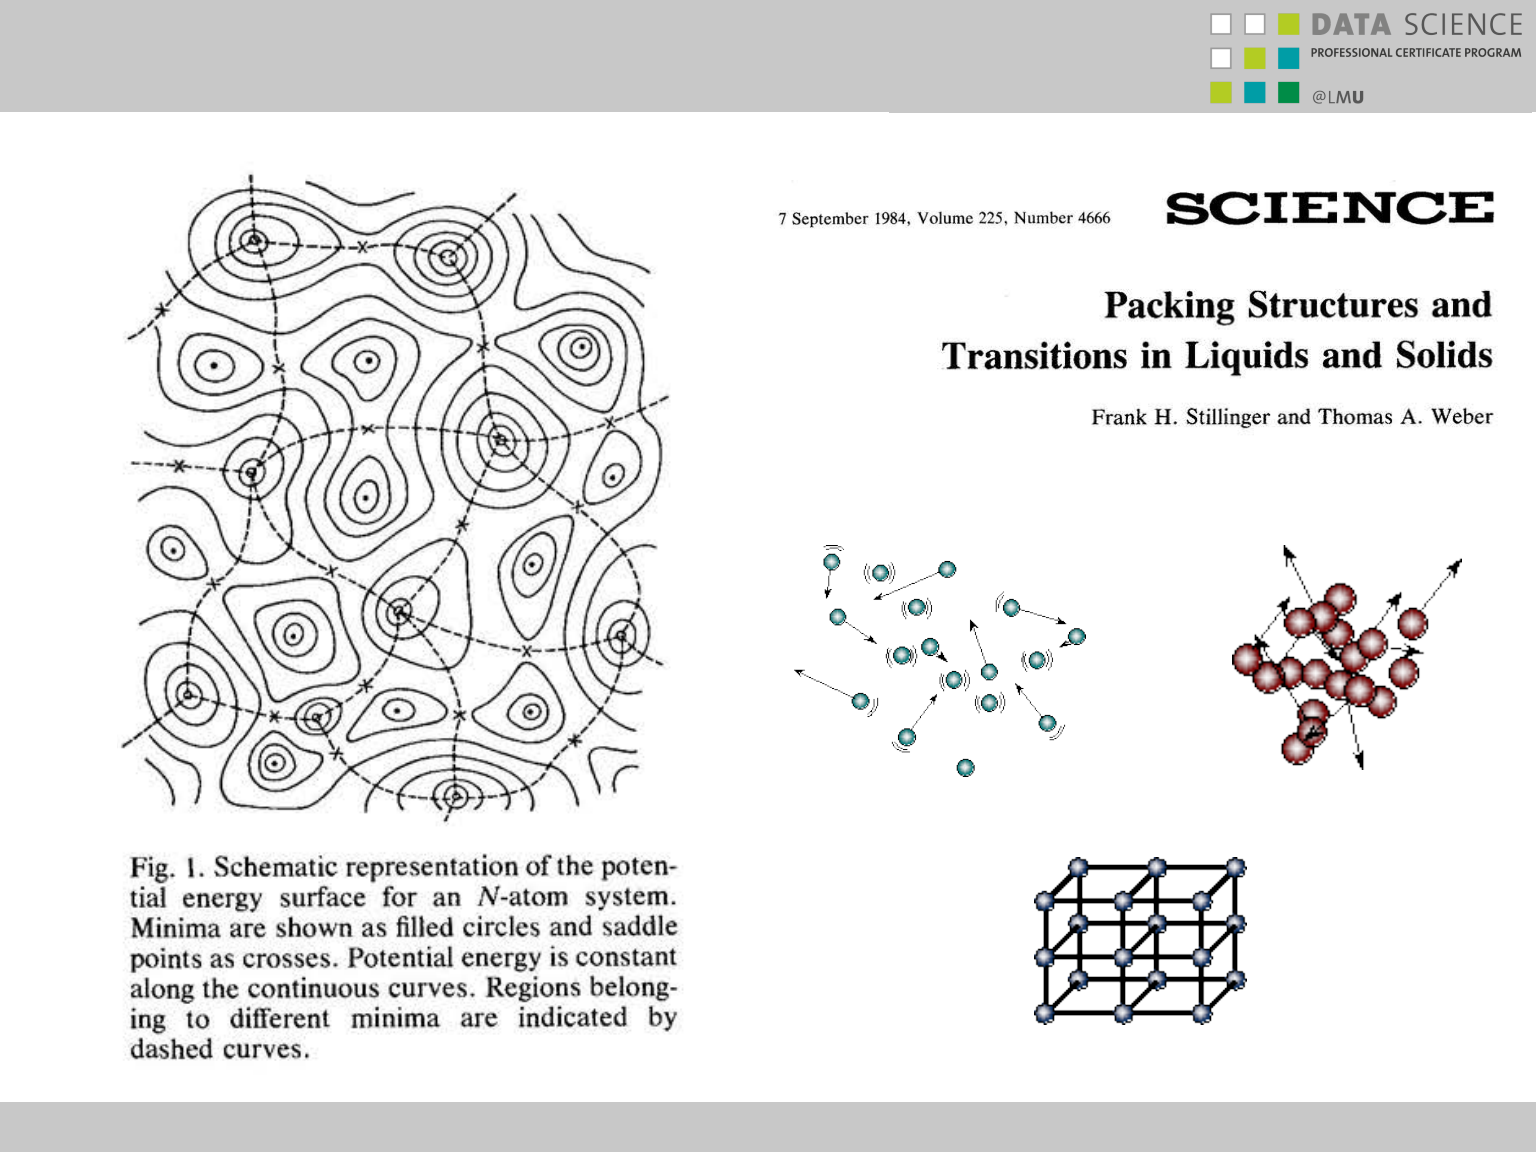 DATA SCIENCE
PROFESSIONAL CERTIFICATE PROGRAM
@LMU
7 September 1984, Volume 225, Number 4666
SCIENCE
Packing Structures and
Transitions in Liquids and Solids
Frank H. Stillinger and Thomas A. Weber
Fig. 1. Schematic representation of the poten-
tial energy surface for an N-atom system.
Minima are shown as filled circles and saddle
points as crosses. Potential energy is constant
along the continuous curves. Regions belong-
ing to different minima are indicated by
dashed curves.